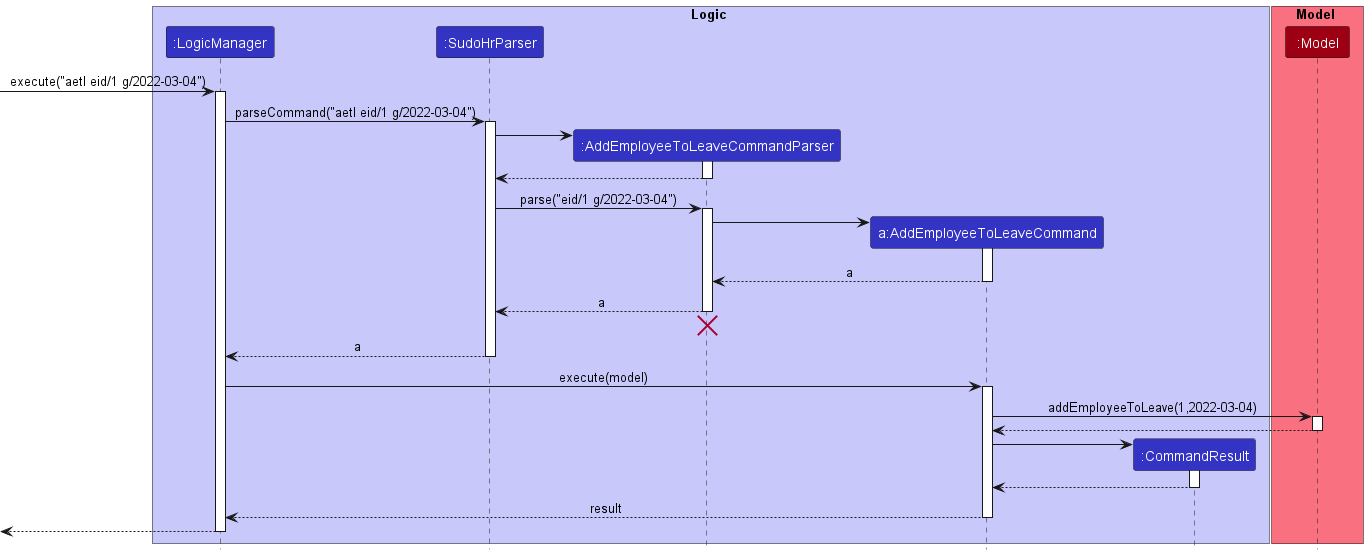 Logic
Model
:LogicManager
:SudoHrParser
:Model
execute("aetl eid/1 g/2022-03-04")
parseCommand("aetl eid/1 g/2022-03-04")
:AddEmployeeToLeaveCommandParser
parse("eid/1 g/2022-03-04")
a:AddEmployeeToLeaveCommand
a
a
a
execute(model)
addEmployeeToLeave(1,2022-03-04)
:CommandResult
result